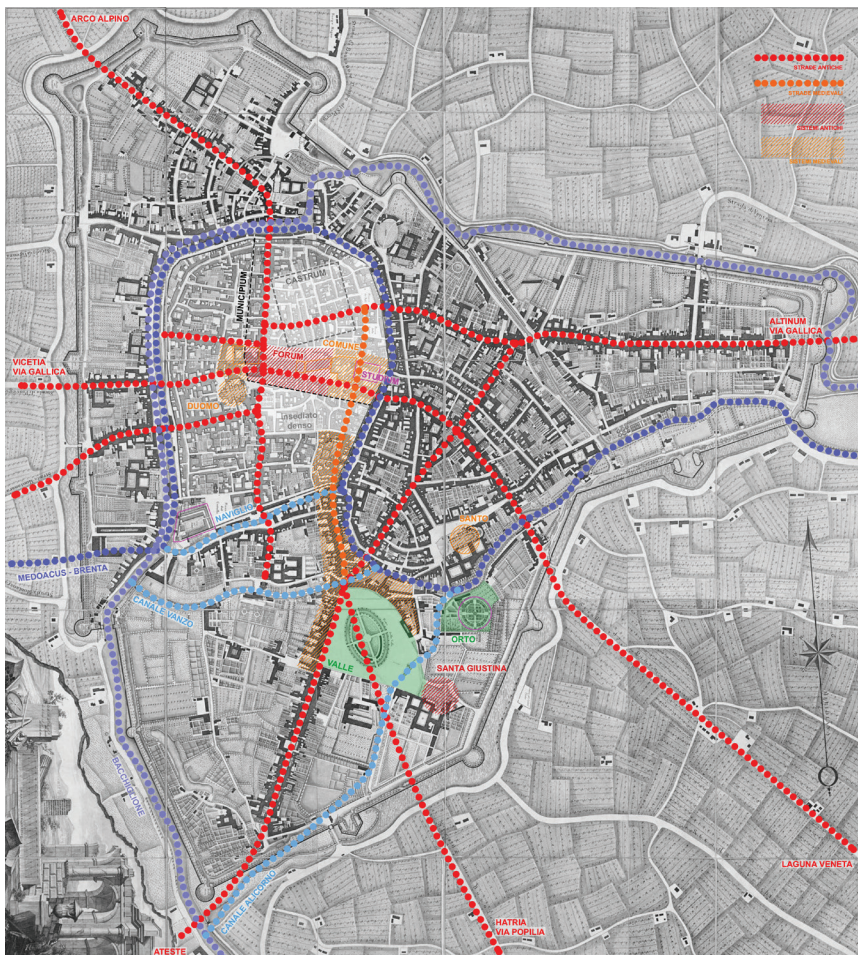 ARCO ALPINO
STRADE ANTICHE
STRADE MEDIEVALI
SISTEMI ANTICHI
MUNICIPIUM
CASTRUM
ALTINUM
VIA GALLICA
COMUNE
VICETIA
VIA GALLICA
FORUM
STUDIUM
DUOMO
insediato
denso
NAVIGLIO
SANTO
MEDOACUS - BRENTA
CANALE VANZO
ORTO
VALLE
SANTA GIUSTINA
BACCHIGLIONE
LAGUNA VENETA
CANALE ALICORNO
HATRIA
VIA POPILIA
ATESTE